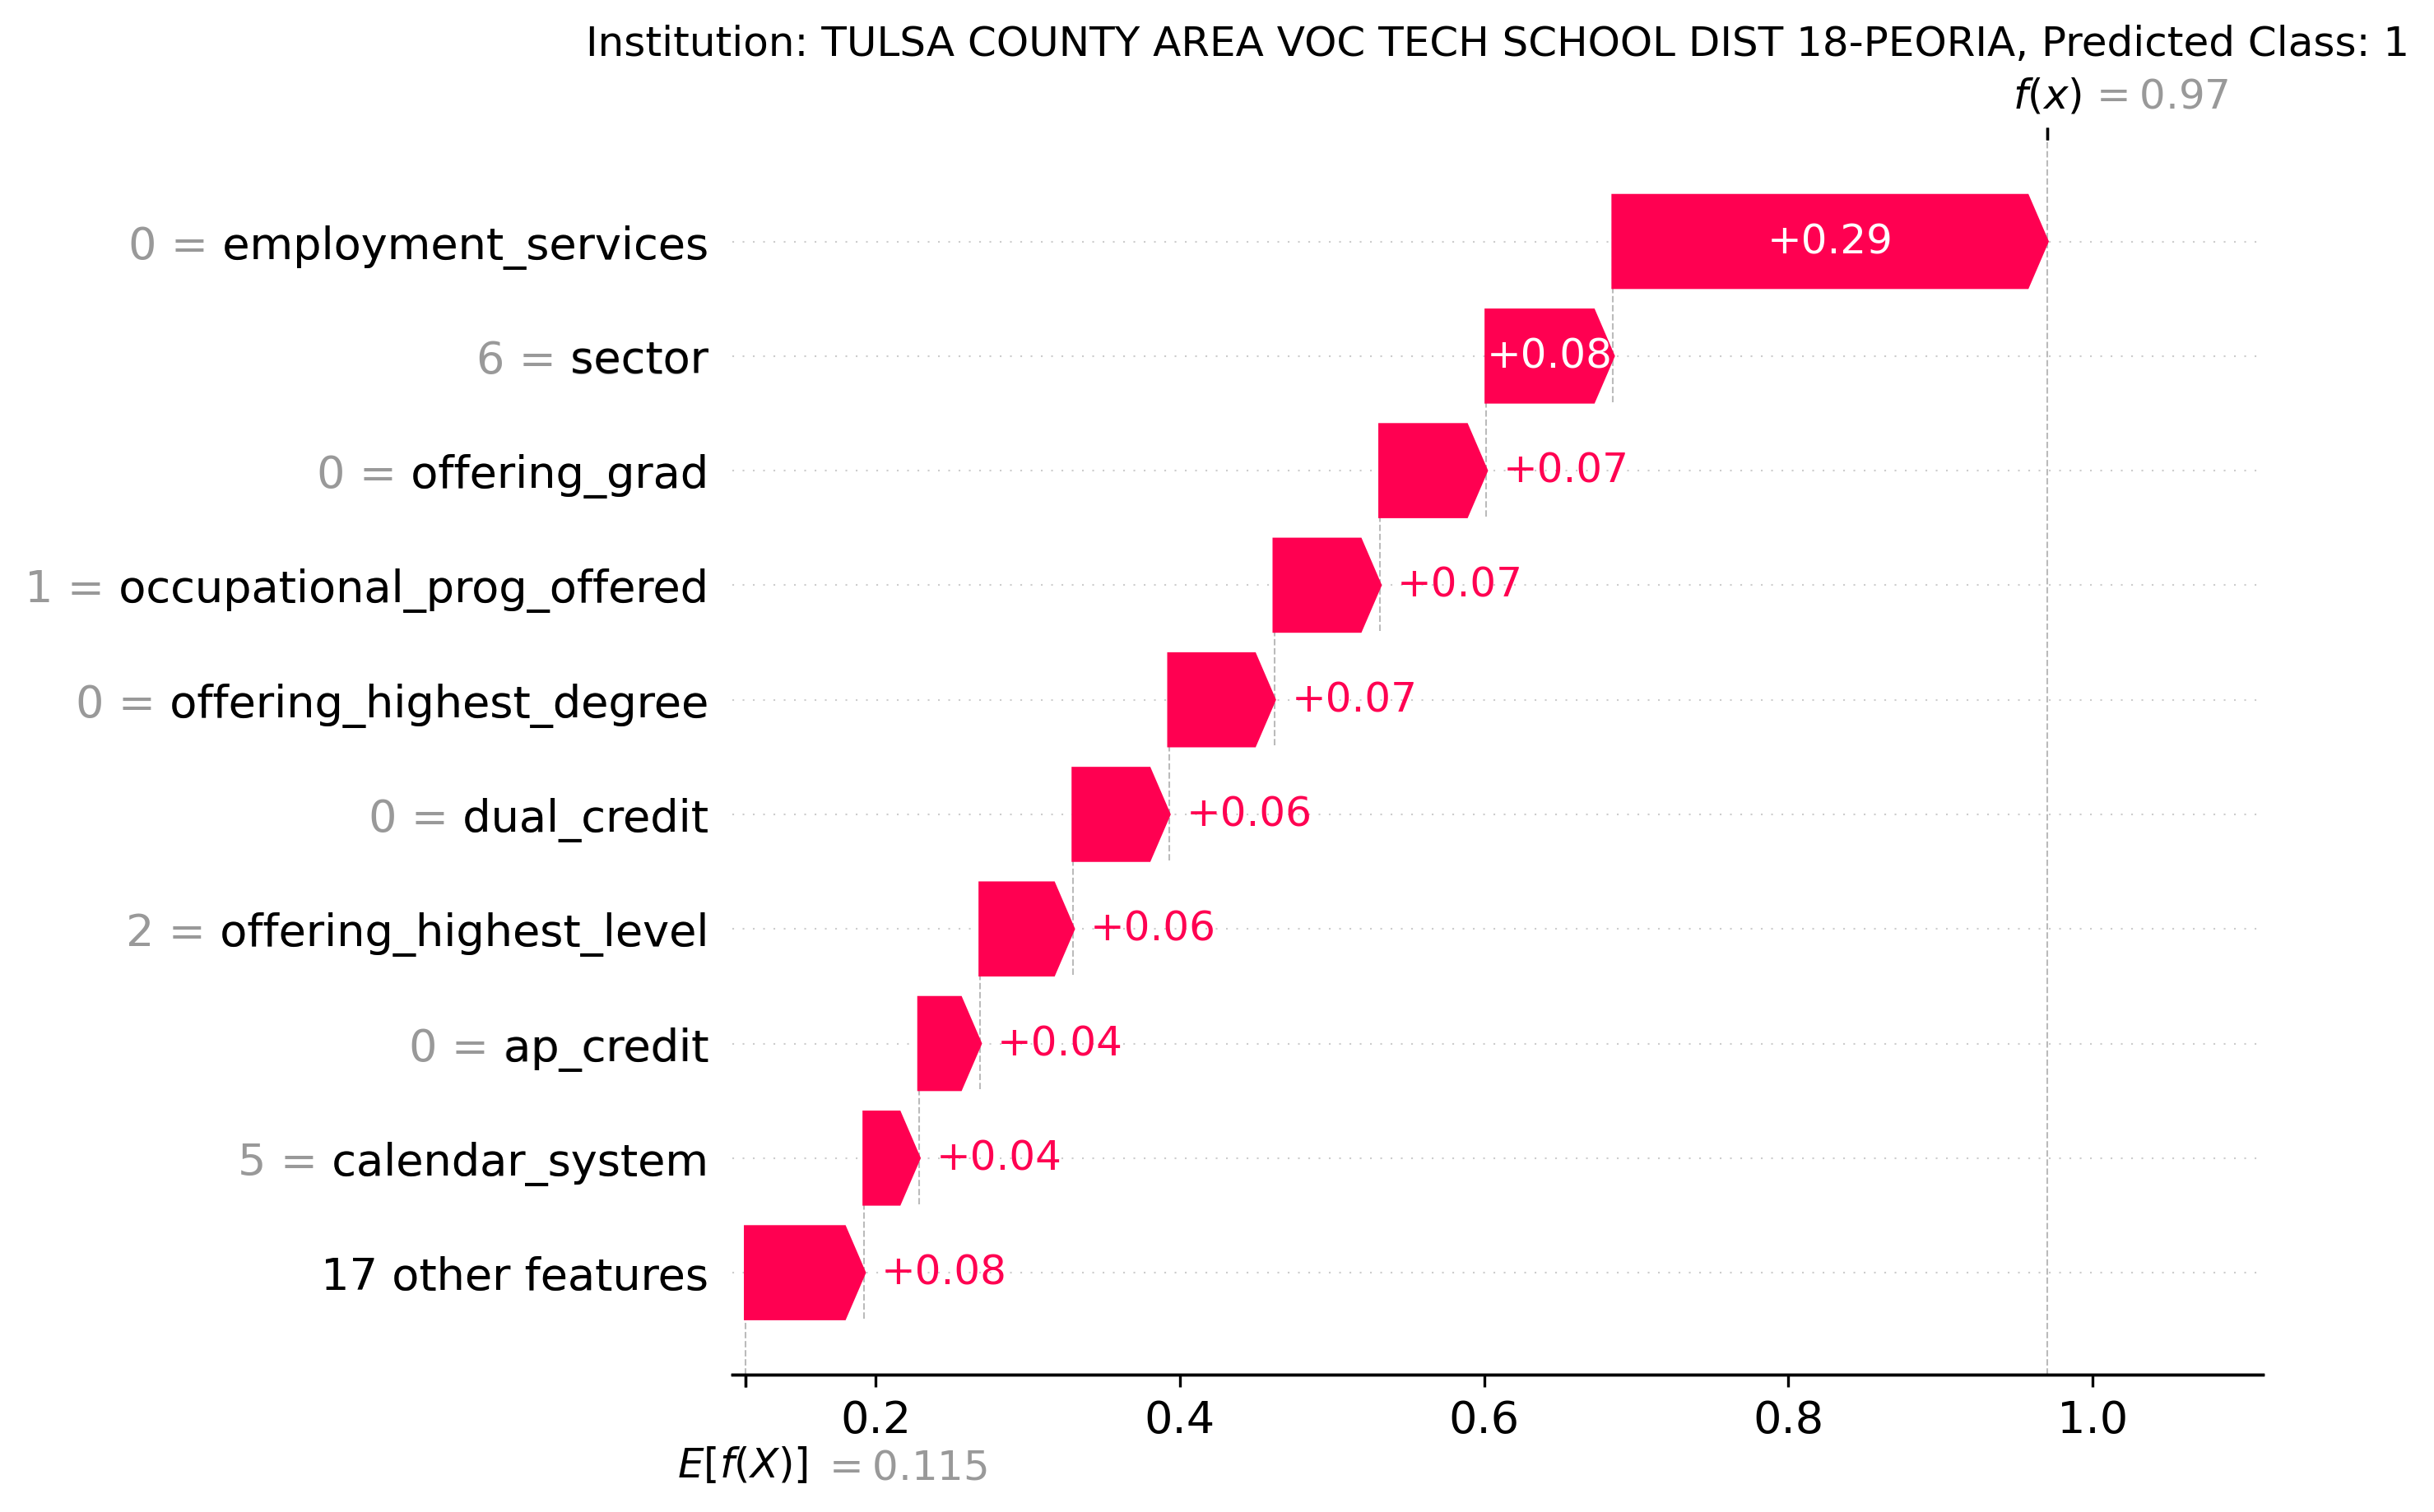 Institution: TULSA COUNTY AREA VOC TECH SCHOOL DIST 18-PEORIA, Predicted Class: 1
f(x) = 0.97
0 = employment_services +0.29
6 = sector +0.08
0 = offering_grad +0.07
1 = occupational_prog_offered +0.07
0 = offering_highest_degree +0.07
0 = dual_credit +0.06
2 = offering_highest_level +0.06
0 = ap_credit +0.04
5 = calendar_system +0.04
17 other features +0.08
0.2 0.4 0.6 0.8 1.0
E[f(X)] = 0.115